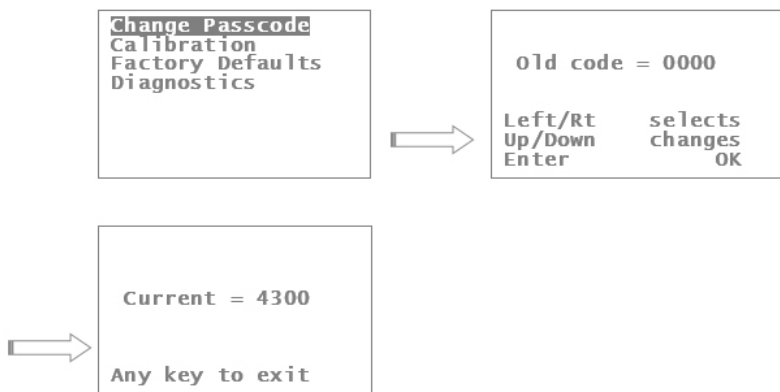 Change Passcode
Calibration
Factory Defaults
Diagnostics
Old code = 0000
Left/Rt selects
Up/Down changes
Enter OK
Current = 4300
Any key to exit